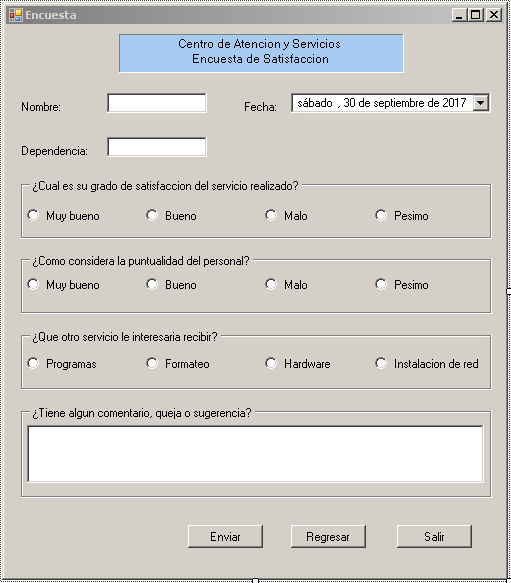 Encuesta
Centro de Atencion y Servicios
Encuesta de Satisfaccion
Nombre:
Fecha: sábado , 30 de septiembre de 2017
Dependencia:
¿Cual es su grado de satisfaccion del servicio realizado?
Muy bueno Bueno Malo Pesimo
¿Como considera la puntualidad del personal?
Muy bueno Bueno Malo Pesimo
¿Que otro servicio le interesaria recibir?
Programas Formateo Hardware Instalacion de red
¿Tiene algun comentario, queja o sugerencia?
Enviar Regresar Salir